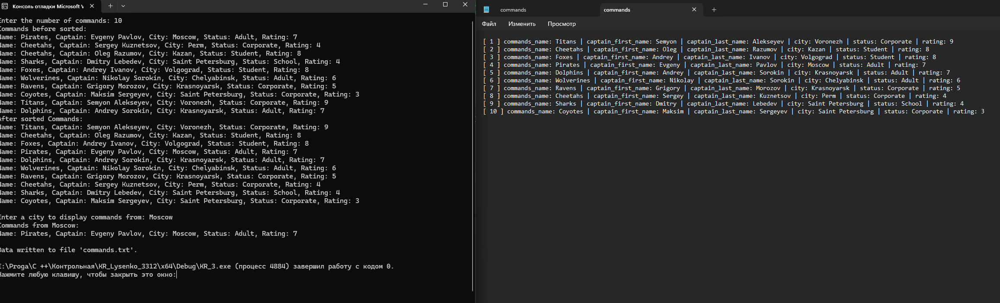 Консоль отладки Microsoft V
Enter the number of commands: 10
Commands before sorted:
Name: Pirates, Captain: Evgeny Pavlov, City: Moscow, Status: Adult, Rating: 7
Name: Cheetahs, Captain: Sergey Kuznetsov, City: Perm, Status: Corporate, Rating: 4
Name: Cheetahs, Captain: Oleg Razumov, City: Kazan, Status: Student, Rating: 8
Name: Sharks, Captain: Dmitry Lebedev, City: Saint Petersburg, Status: School, Rating: 4
Name: Foxes, Captain: Andrey Ivanov, City: Volgograd, Status: Student, Rating: 8
Name: Wolverines, Captain: Nikolay Sorokin, City: Chelyabinsk, Status: Adult, Rating: 6
Name: Ravens, Captain: Grigory Morozov, City: Krasnoyarsk, Status: Corporate, Rating: 5
Name: Coyotes, Captain: Maksim Sergeyev, City: Saint Petersburg, Status: Corporate, Rating: 3
Name: Titans, Captain: Semyon Alekseyev, City: Voronezh, Status: Corporate, Rating: 9
Name: Dolphins, Captain: Andrey Sorokin, City: Krasnoyarsk, Status: Adult, Rating: 7
After sorted Commands:
Name: Titans, Captain: Semyon Alekseyev, City: Voronezh, Status: Corporate, Rating: 9
Name: Cheetahs, Captain: Oleg Razumov, City: Kazan, Status: Student, Rating: 8
Name: Foxes, Captain: Andrey Ivanov, City: Volgograd, Status: Student, Rating: 8
Name: Pirates, Captain: Evgeny Pavlov, City: Moscow, Status: Adult, Rating: 7
Name: Dolphins, Captain: Andrey Sorokin, City: Krasnoyarsk, Status: Adult, Rating: 7
Name: Wolverines, Captain: Nikolay Sorokin, City: Chelyabinsk, Status: Adult, Rating: 6
Name: Ravens, Captain: Grigory Morozov, City: Krasnoyarsk, Status: Corporate, Rating: 5
Name: Cheetahs, Captain: Sergey Kuznetsov, City: Perm, Status: Corporate, Rating: 4
Name: Sharks, Captain: Dmitry Lebedev, City: Saint Petersburg, Status: School, Rating: 4
Name: Coyotes, Captain: Maksim Sergeyev, City: Saint Petersburg, Status: Corporate, Rating: 3
Enter a city to display commands from: Moscow
Commands from Moscow:
Name: Pirates, Captain: Evgeny Pavlov, City: Moscow, Status: Adult, Rating: 7
Data written to file 'commands.txt'.
E:\Proga\C ++\Контрольная\KR_Lysenko_3312\x64\Debug\KR_3.exe (процесс 4884) завершил работу с кодом 0.
Нажмите любую клавишу, чтобы закрыть это окно:
commands
commands
Файл Изменить Просмотр
[ 1 ] commands_name: Titans | captain_first_name: Semyon | captain_last_name: Alekseyev | city: Voronezh | status: Corporate | rating: 9
[ 2 ] commands_name: Cheetahs | captain_first_name: Oleg | captain_last_name: Razumov | city: Kazan | status: Student | rating: 8
[ 3 ] commands_name: Foxes | captain_first_name: Andrey | captain_last_name: Ivanov | city: Volgograd | status: Student | rating: 8
[ 4 ] commands_name: Pirates | captain_first_name: Evgeny | captain_last_name: Pavlov | city: Moscow | status: Adult | rating: 7
[ 5 ] commands_name: Dolphins | captain_first_name: Andrey | captain_last_name: Sorokin | city: Krasnoyarsk | status: Adult | rating: 7
[ 6 ] commands_name: Wolverines | captain_first_name: Nikolay | captain_last_name: Sorokin | city: Chelyabinsk | status: Adult | rating: 6
[ 7 ] commands_name: Ravens | captain_first_name: Grigory | captain_last_name: Morozov | city: Krasnoyarsk | status: Corporate | rating: 5
[ 8 ] commands_name: Cheetahs | captain_first_name: Sergey | captain_last_name: Kuznetsov | city: Perm | status: Corporate | rating: 4
[ 9 ] commands_name: Sharks | captain_first_name: Dmitry | captain_last_name: Lebedev | city: Saint Petersburg | status: School | rating: 4
[ 10 ] commands_name: Coyotes | captain_first_name: Maksim | captain_last_name: Sergeyev | city: Saint Petersburg | status: Corporate | rating: 3